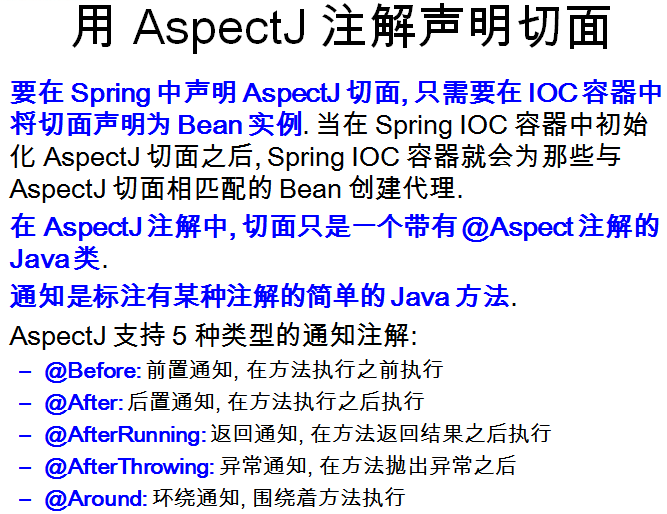 用 AspectJ 注解声明切面
要在 Spring 中声明 AspectJ 切面, 只需要在 IOC 容器中
将切面声明为 Bean 实例. 当在 Spring IOC 容器中初始
化 AspectJ 切面之后, Spring IOC 容器就会为那些与
AspectJ 切面相匹配的 Bean 创建代理.
在 AspectJ 注解中, 切面只是一个带有 @Aspect 注解的
Java 类.
通知是标注有某种注解的简单的 Java 方法.
AspectJ 支持 5 种类型的通知注解:
– @Before: 前置通知, 在方法执行之前执行
– @After: 后置通知, 在方法执行之后执行
– @AfterRunning: 返回通知, 在方法返回结果之后执行
– @AfterThrowing: 异常通知, 在方法抛出异常之后
– @Around: 环绕通知, 围绕着方法执行